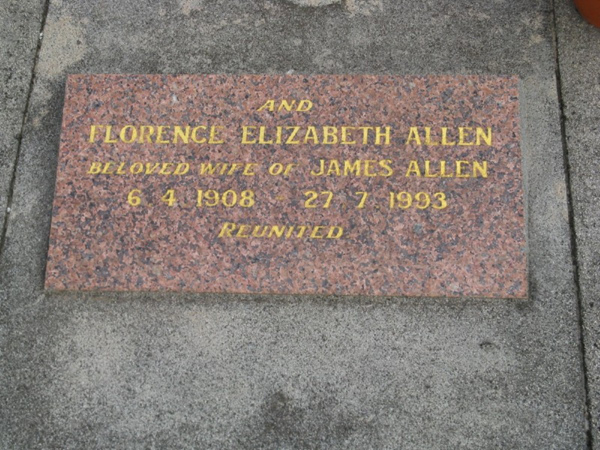 AND
FLORENCE ELIZABETH ALLEN
BELOVED WIFE OF JAMES ALLEN
6 4 1908 - 27 7 1993
REUNITED